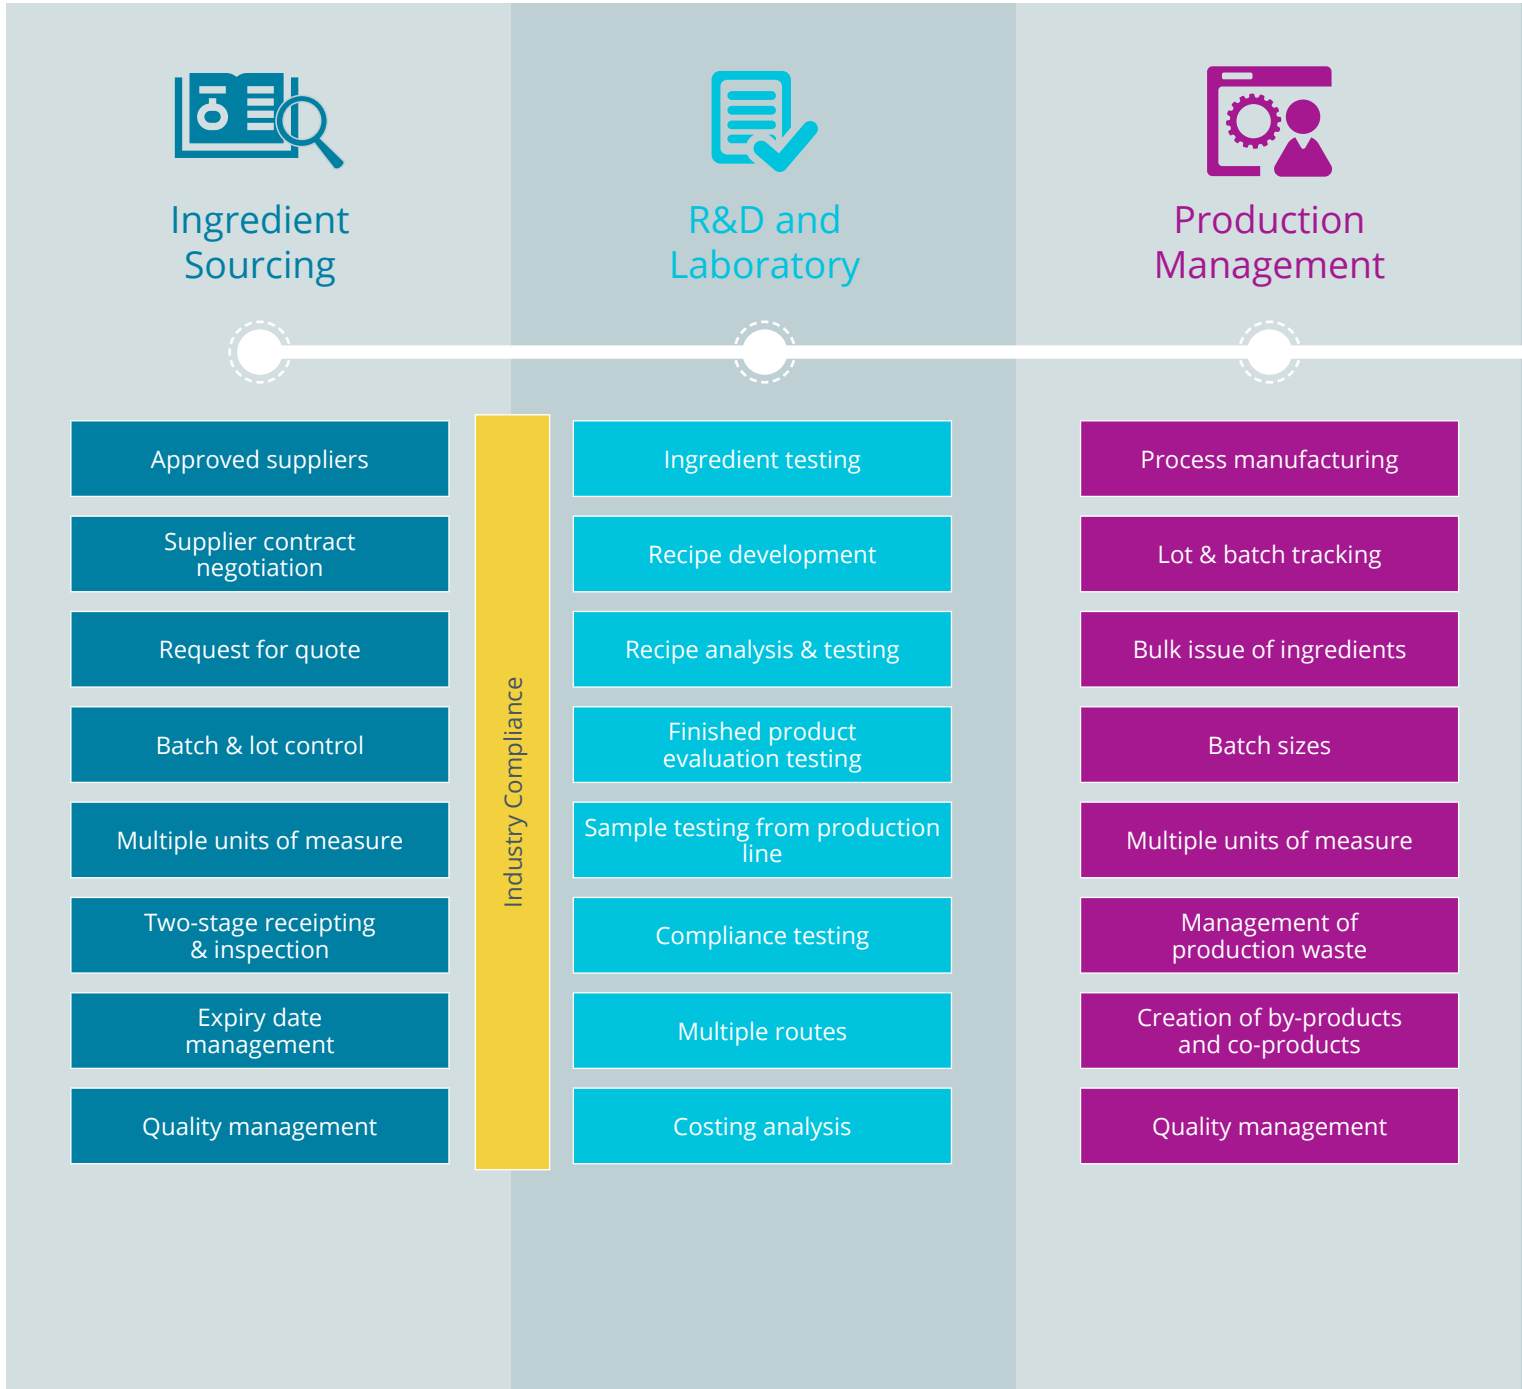 Ingredient
Sourcing
Approved suppliers
Supplier contract
negotiation
Request for quote
Batch & lot control
Multiple units of measure
Two-stage receipting
& inspection
Expiry date
management
Quality management
Industry Compliance
R&D and
Laboratory
Ingredient testing
Recipe development
Recipe analysis & testing
Finished product
evaluation testing
Sample testing from production
line
Compliance testing
Multiple routes
Costing analysis
Production
Management
Process manufacturing
Lot & batch tracking
Bulk issue of ingredients
Batch sizes
Multiple units of measure
Management of
production waste
Creation of by-products
and co-products
Quality management